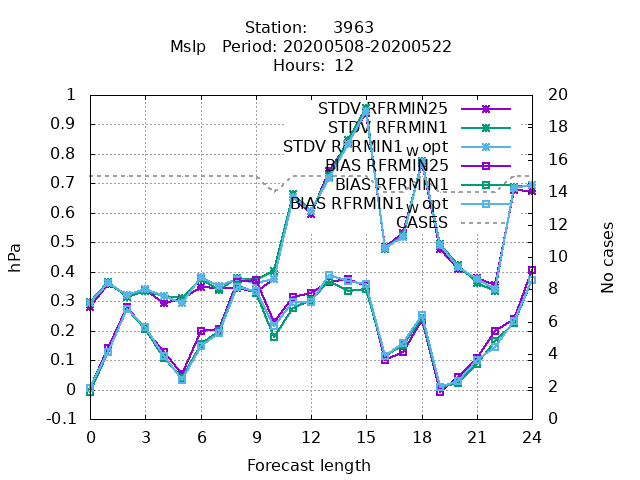 Station:     3963
Mslp   Period: 20200508-20200522
Hours:  12
STDV RFRMIN25
STDV RFRMIN1
STDV RFRMIN1_w opt
BIAS RFRMIN25
BIAS RFRMIN1
BIAS RFRMIN1_w opt
CASES
1
0.9
0.8
0.7
0.6
0.5
0.4
0.3
0.2
0.1
0
-0.1
hPa
20
18
16
14
12
10
8
6
4
2
0
No cases
0
3
6
9
12
15
18
21
24
Forecast length